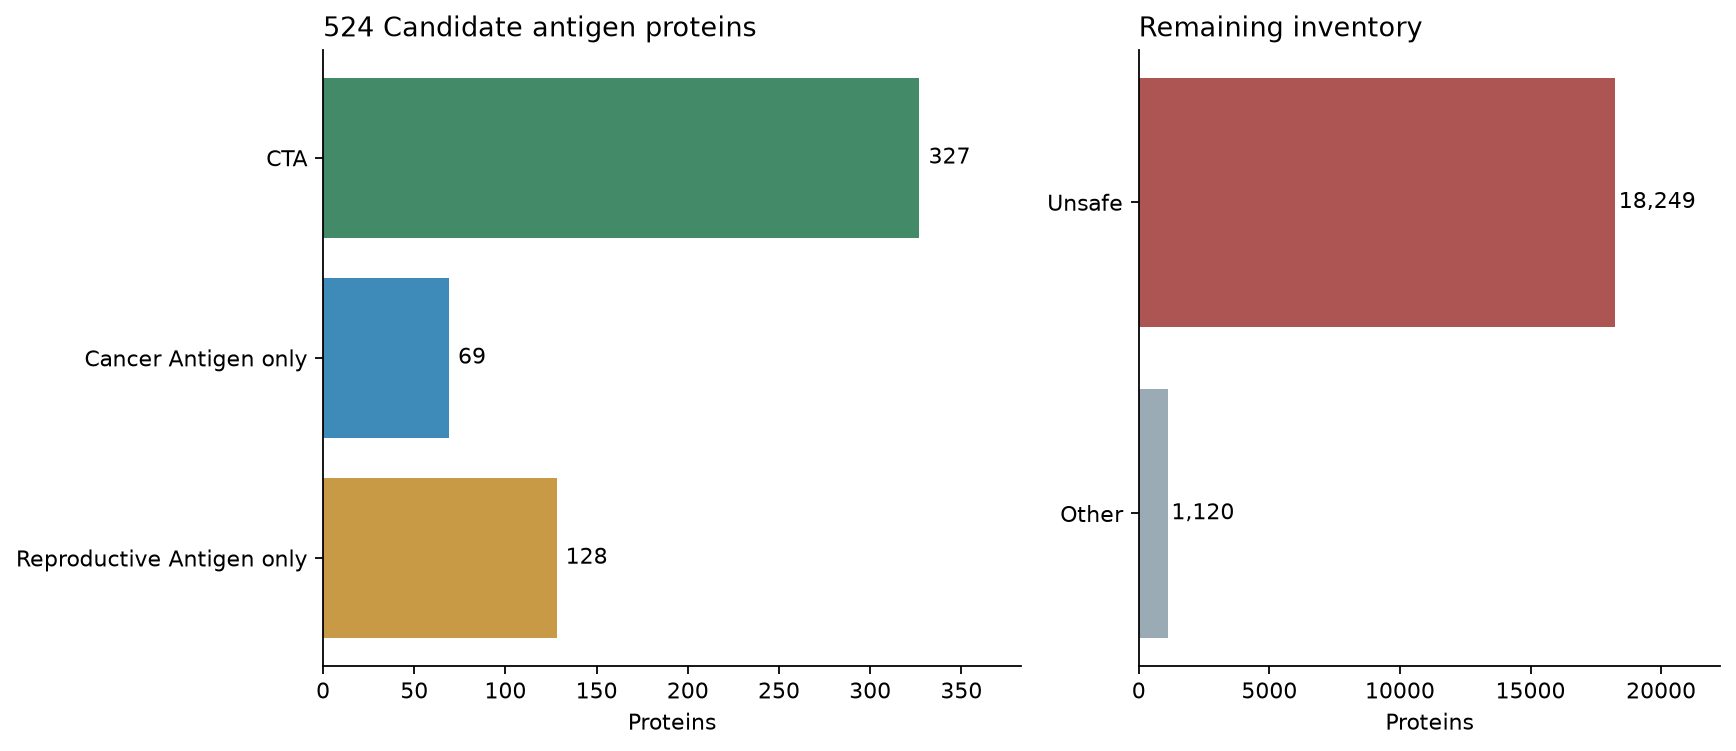 524 Candidate antigen proteins
CTA
327
Cancer Antigen only
69
Reproductive Antigen only
128
0 50 100 150 200 250 300 350
Proteins
Remaining inventory
Unsafe
18,249
Other
1,120
0 5000 10000 15000 20000
Proteins